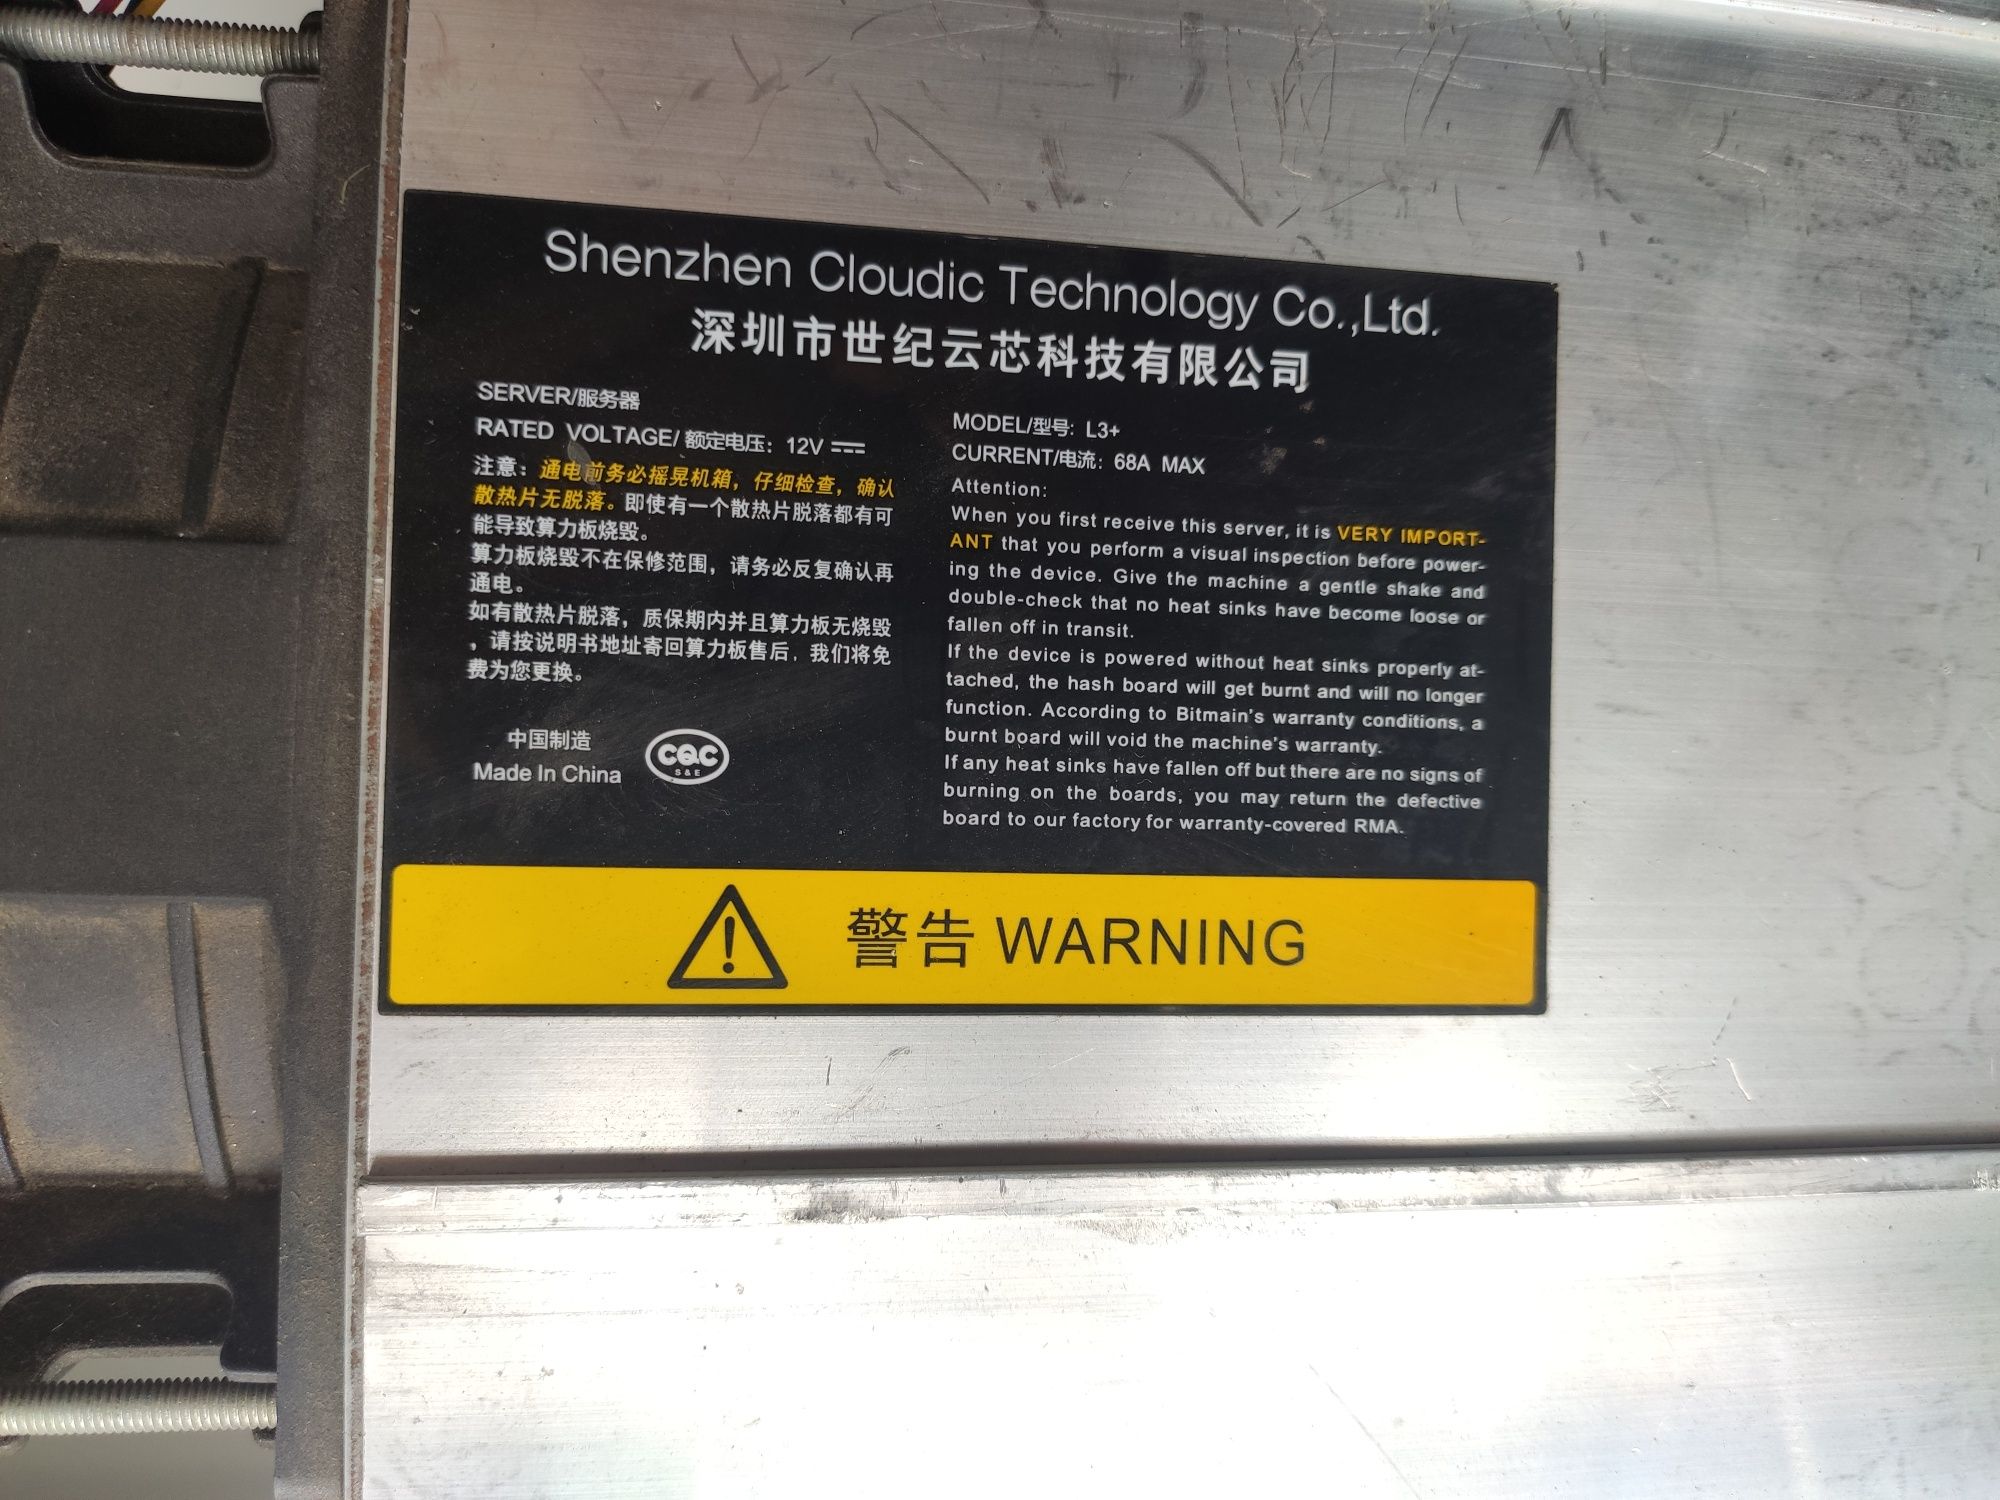 Shenzhen Cloudic Technology Co.,Ltd.
深圳市世纪云芯科技有限公司
SERVER/服务器
RATED VOLTAGE/额定电压：12V
注意：通电前务必摇晃机箱，仔细检查，确认
散热片无脱落。即使有一个散热片脱落都有可
能导致算力板烧毁。
算力板烧毁不在保修范围，请务必反复确认再
通电。
如有散热片脱落，质保期内并且算力板无烧毁
，请按说明书地址寄回算力板售后，我们将免
费为您更换。
中国制造
Made In China
CQC
S & E
MODEL/型号: L3+
CURRENT/电流：68A MAX
Attention:
When you first receive this server, it is VERY IMPORT-
ANT that you perform a visual inspection before power-
ing the device. Give the machine a gentle shake and
double-check that no heat sinks have become loose or
fallen off in transit.
If the device is powered without heat sinks properly at-
tached, the hash board will get burnt and will no longer
function. According to Bitmain's warranty conditions, a
burnt board will void the machine's warranty.
If any heat sinks have fallen off but there are no signs of
burning on the boards, you may return the defective
board to our factory for warranty-covered RMA.
警告 WARNING